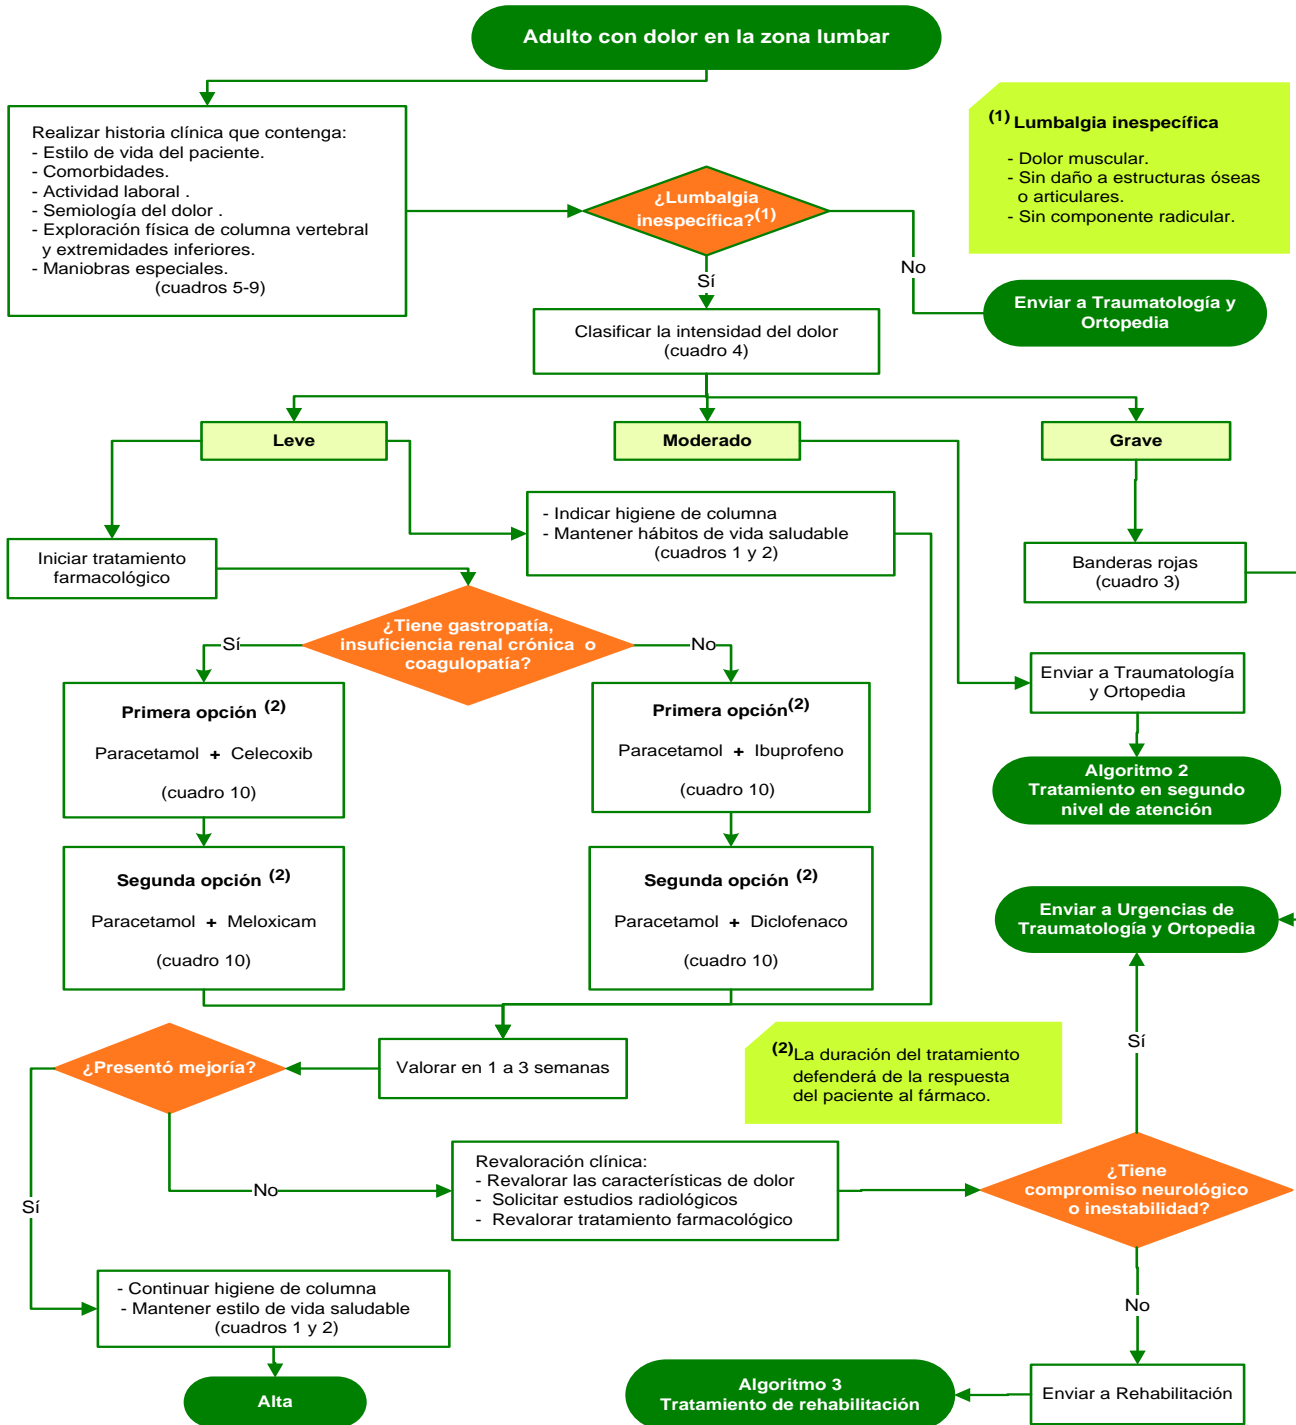 Adulto con dolor en la zona lumbar
Realizar historia clínica que contenga:
- Estilo de vida del paciente.
- Comorbidades.
- Actividad laboral .
- Semiología del dolor .
- Exploración física de columna vertebral
y extremidades inferiores.
- Maniobras especiales.
(cuadros 5-9)
¿Lumbalgia
inespecífica?(1)
(1) Lumbalgia inespecífica
- Dolor muscular.
- Sin daño a estructuras óseas
o articulares.
- Sin componente radicular.
No
Sí
Enviar a Traumatología y
Ortopedia
Clasificar la intensidad del dolor
(cuadro 4)
Leve
Moderado
Grave
- Indicar higiene de columna
- Mantener hábitos de vida saludable
(cuadros 1 y 2)
Iniciar tratamiento
farmacológico
Banderas rojas
(cuadro 3)
¿Tiene gastropatía,
insuficiencia renal crónica o
coagulopatía?
Sí
No
Enviar a Traumatología
y Ortopedia
Primera opción (2)
Paracetamol + Celecoxib
(cuadro 10)
Primera opción(2)
Paracetamol + Ibuprofeno
(cuadro 10)
Algoritmo 2
Tratamiento en segundo
nivel de atención
Segunda opción (2)
Paracetamol + Meloxicam
(cuadro 10)
Segunda opción (2)
Paracetamol + Diclofenaco
(cuadro 10)
Enviar a Urgencias de
Traumatología y Ortopedia
¿Presentó mejoría?
Valorar en 1 a 3 semanas
(2)La duración del tratamiento
defenderá de la respuesta
del paciente al fármaco.
Sí
Revaloración clínica:
- Revalorar las características de dolor
- Solicitar estudios radiológicos
- Revalorar tratamiento farmacológico
No
Sí
¿Tiene
compromiso neurológico
o inestabilidad?
- Continuar higiene de columna
- Mantener estilo de vida saludable
(cuadros 1 y 2)
No
Alta
Algoritmo 3
Tratamiento de rehabilitación
Enviar a Rehabilitación